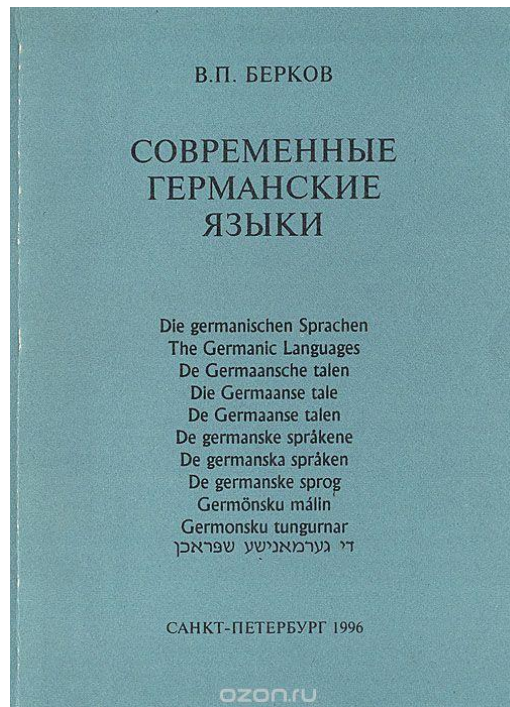 В.П. БЕРКОВ
СОВРЕМЕННЫЕ
ГЕРМАНСКИЕ
ЯЗЫКИ
Die germanischen Sprachen
The Germanic Languages
De Germaansche talen
Die Germaanse tale
De Germaanse talen
De germanske språkene
De germanska språken
De germanske sprog
Germönsku málin
Germonsku tungurnar
די גערמאַנישע שפּראַכן
САНКТ-ПЕТЕРБУРГ 1996
ozon.ru